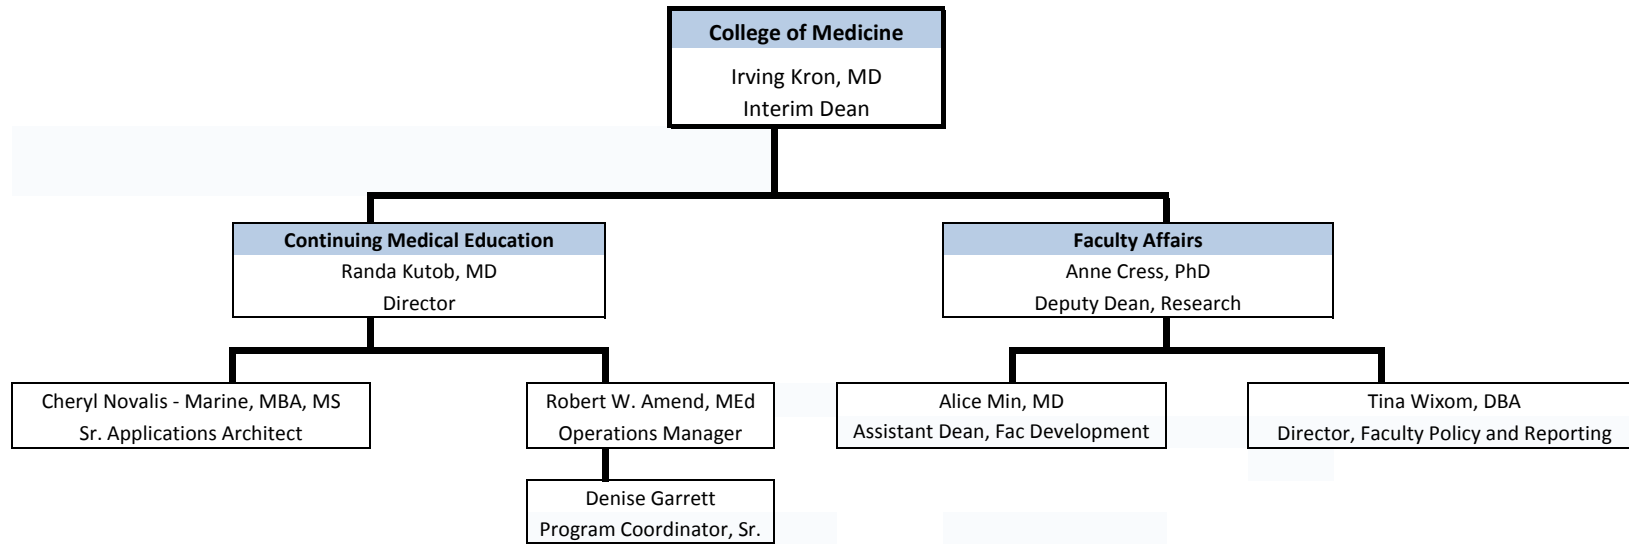 College of Medicine
Irving Kron, MD
Interim Dean
Continuing Medical Education
Randa Kutob, MD
Director
Faculty Affairs
Anne Cress, PhD
Deputy Dean, Research
Cheryl Novalis - Marine, MBA, MS
Sr. Applications Architect
Robert W. Amend, MEd
Operations Manager
Alice Min, MD
Assistant Dean, Fac Development
Tina Wixom, DBA
Director, Faculty Policy and Reporting
Denise Garrett
Program Coordinator, Sr.